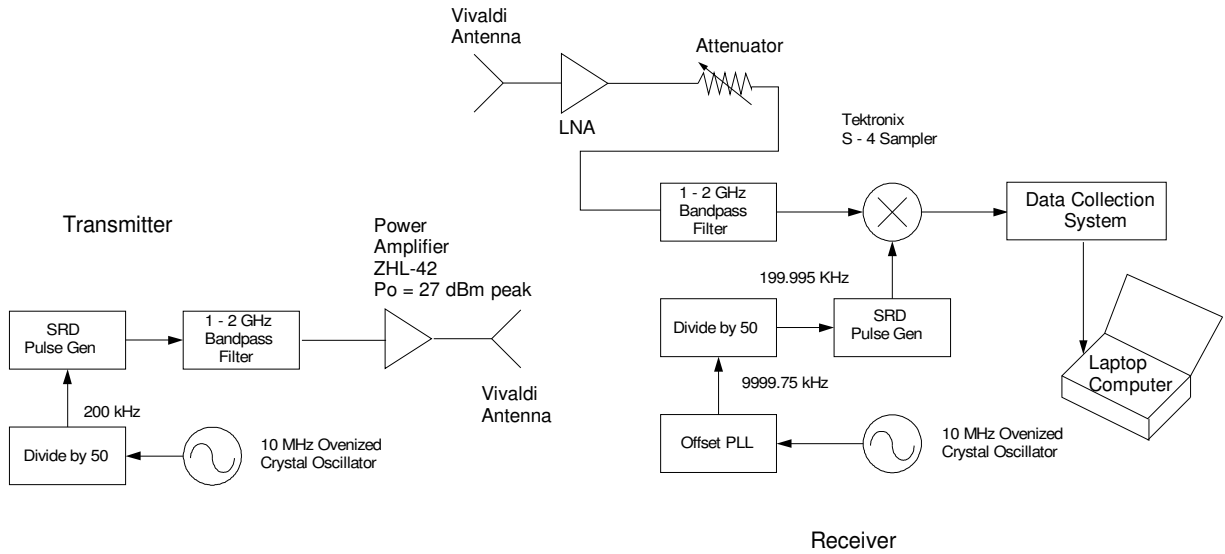 Vivaldi
Antenna
Attenuator
LNA
Tektronix
S - 4 Sampler
1 - 2 GHz
Bandpass
Filter
Data Collection
System
Transmitter
Power
Amplifier
ZHL-42
Po = 27 dBm peak
199.995 KHz
SRD
Pulse Gen
1 - 2 GHz
Bandpass
Filter
Divide by 50
SRD
Pulse Gen
Laptop
Computer
Vivaldi
Antenna
9999.75 kHz
200 kHz
Divide by 50
10 MHz Ovenized
Crystal Oscillator
Offset PLL
10 MHz Ovenized
Crystal Oscillator
Receiver